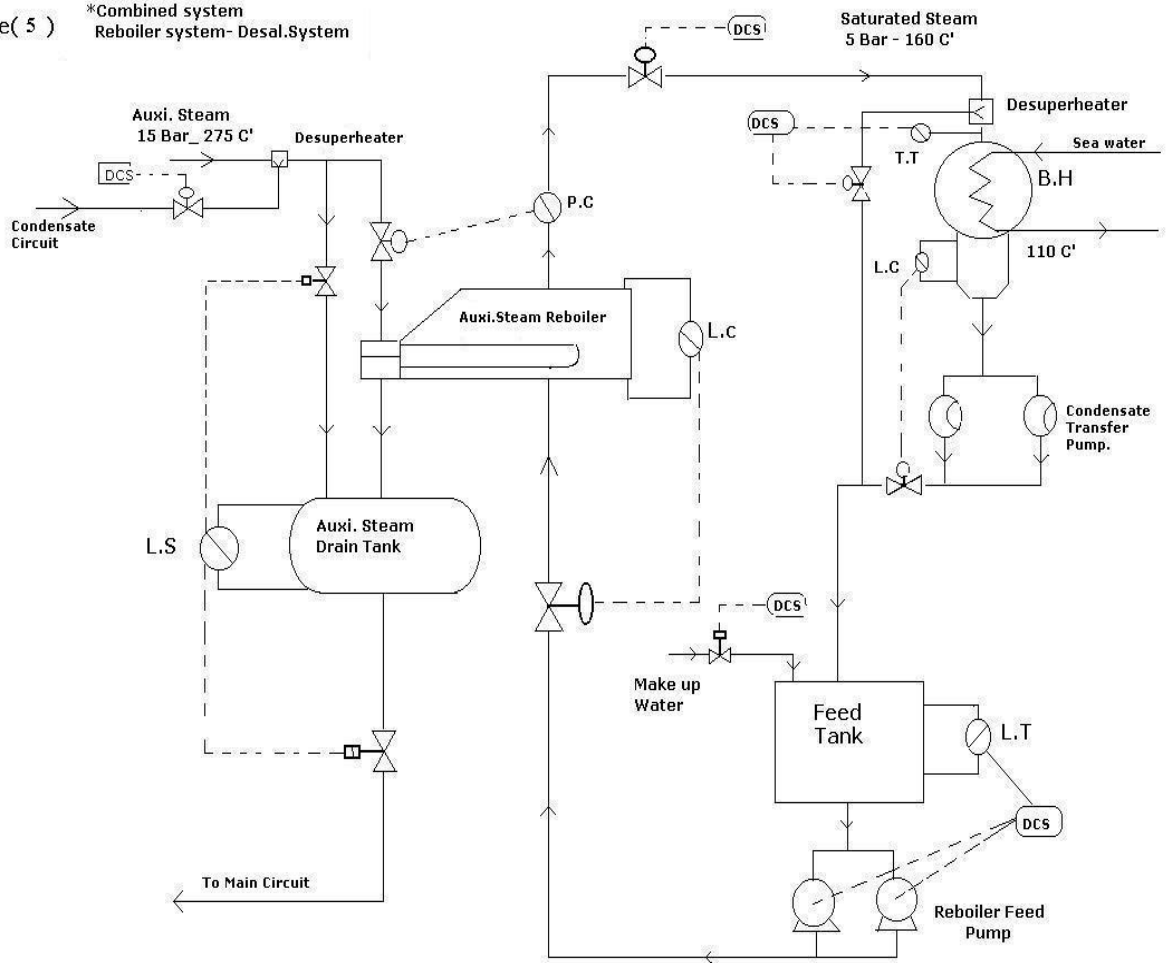 e( 5 )
*Combined system
Reboiler system- Desal.System
DCS
Saturated Steam
5 Bar - 160 C'
Auxi. Steam
15 Bar_ 275 C'
Desuperheater
DCS
Desuperheater
DCS
T.T
Sea water
B.H
Condensate
Circuit
P.C
110 C'
L.C
Auxi.Steam Reboiler
L.c
Condensate
Transfer
Pump.
L.S
Auxi. Steam
Drain Tank
DCS
Make up
Water
Feed
Tank
L.T
DCS
To Main Circuit
Reboiler Feed
Pump